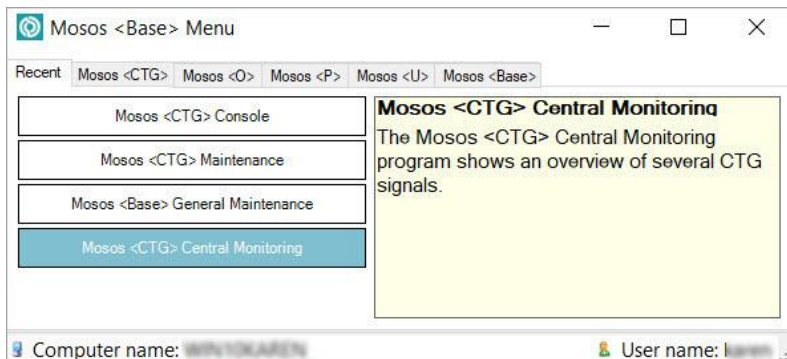 Mosos <Base> Menu
Recent Mosos <CTG> Mosos <O> Mosos <P> Mosos <U> Mosos <Base>
Mosos <CTG> Console
Mosos <CTG> Maintenance
Mosos <Base> General Maintenance
Mosos <CTG> Central Monitoring
Mosos <CTG> Central Monitoring
The Mosos <CTG> Central Monitoring
program shows an overview of several CTG
signals.
Computer name:
User name: